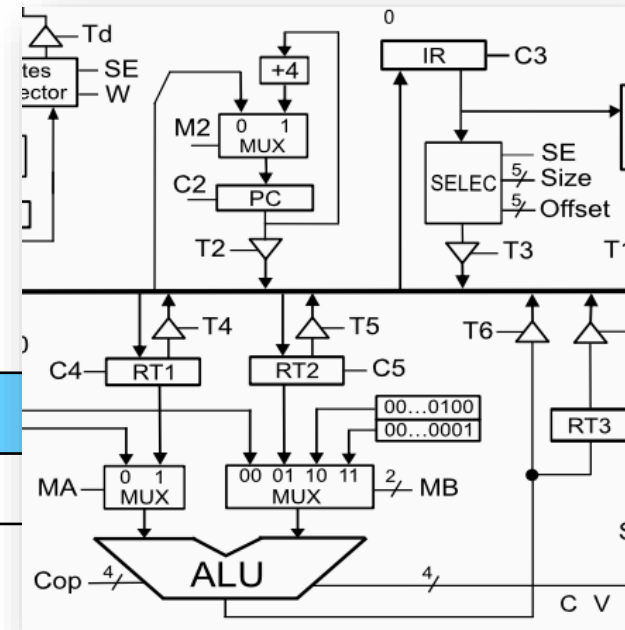 0
Td
tes
ector
SE
W
+4
IR
C3
M2
0 1
MUX
C2
PC
T2
SELEC
SE
5
Size
5
Offset
T3
T4
T5
T6
C4
RT1
RT2
C5
00...0100
00...0001
RT3
MA
0 1
MUX
00 01 10 11
MUX
2
MB
Cop
4
ALU
4
C V